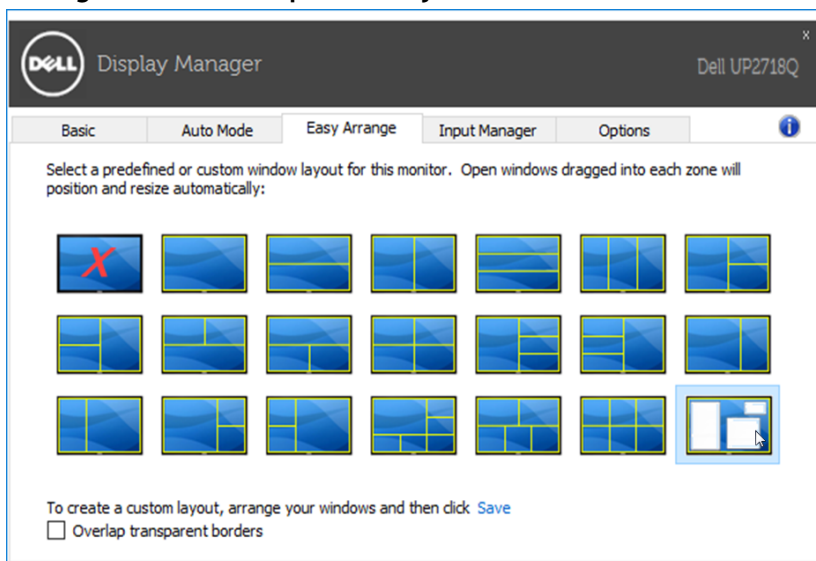 DELL Display Manager
X
Dell UP2718Q
Basic Auto Mode Easy Arrange Input Manager Options i
Select a predefined or custom window layout for this monitor. Open windows dragged into each zone will
position and resize automatically:
X
To create a custom layout, arrange your windows and then click Save
Overlap transparent borders